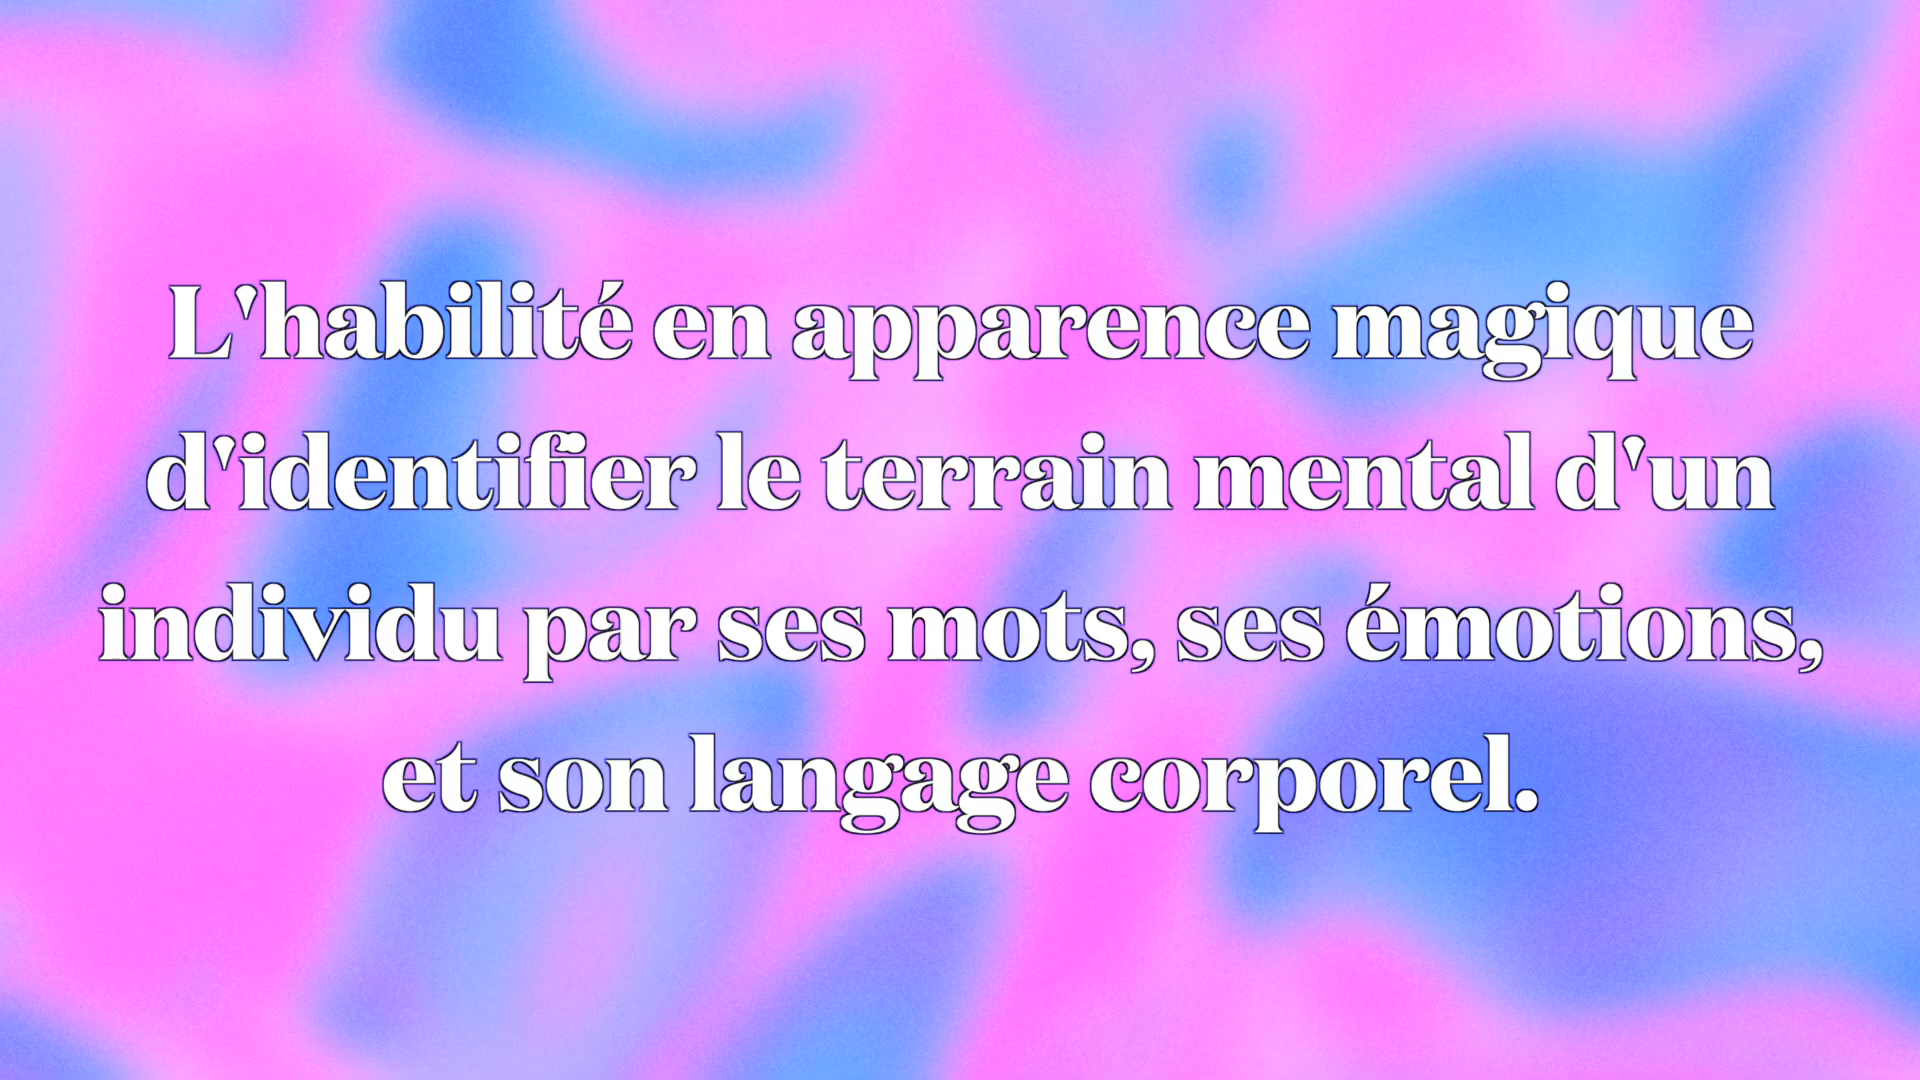 L'habilité en apparence magique
d'identifier le terrain mental d'un
individu par ses mots, ses émotions,
et son langage corporel.